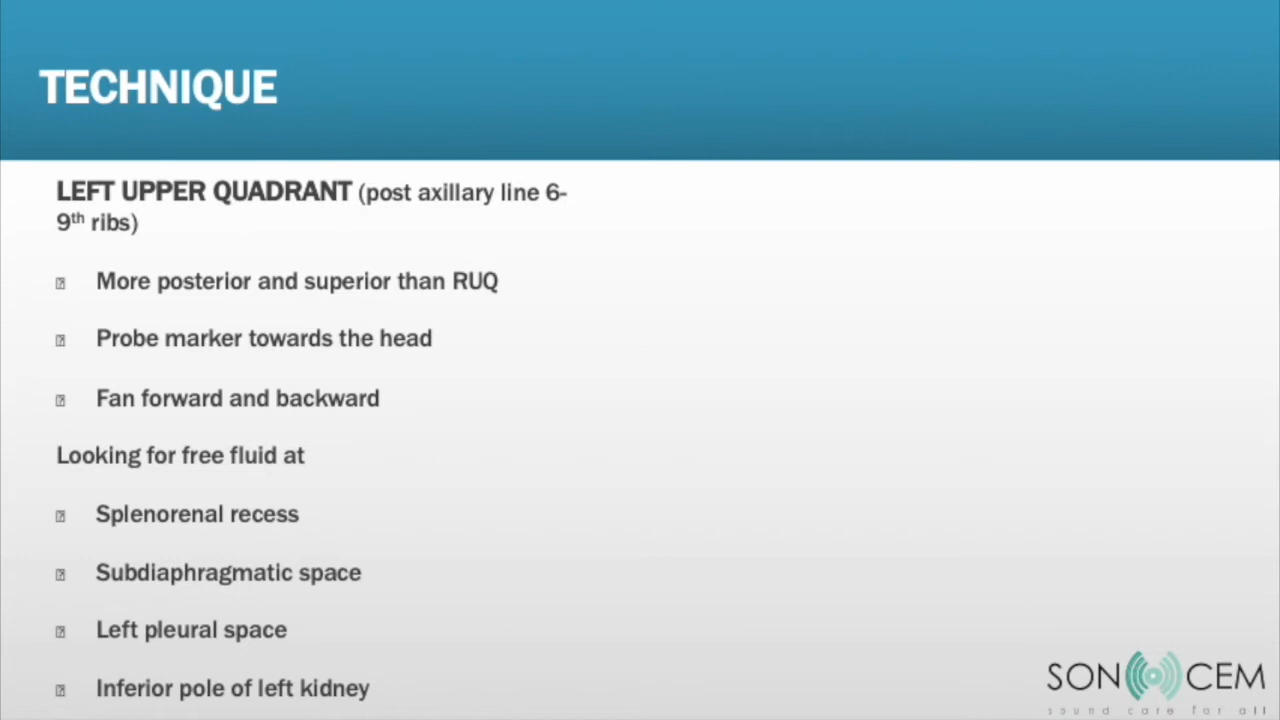 TECHNIQUE
LEFT UPPER QUADRANT (post axillary line 6-
9th ribs)
More posterior and superior than RUQ
Probe marker towards the head
Fan forward and backward
Looking for free fluid at
Splenorenal recess
Subdiaphragmatic space
Left pleural space
Inferior pole of left kidney
SON CEM
sound care for all